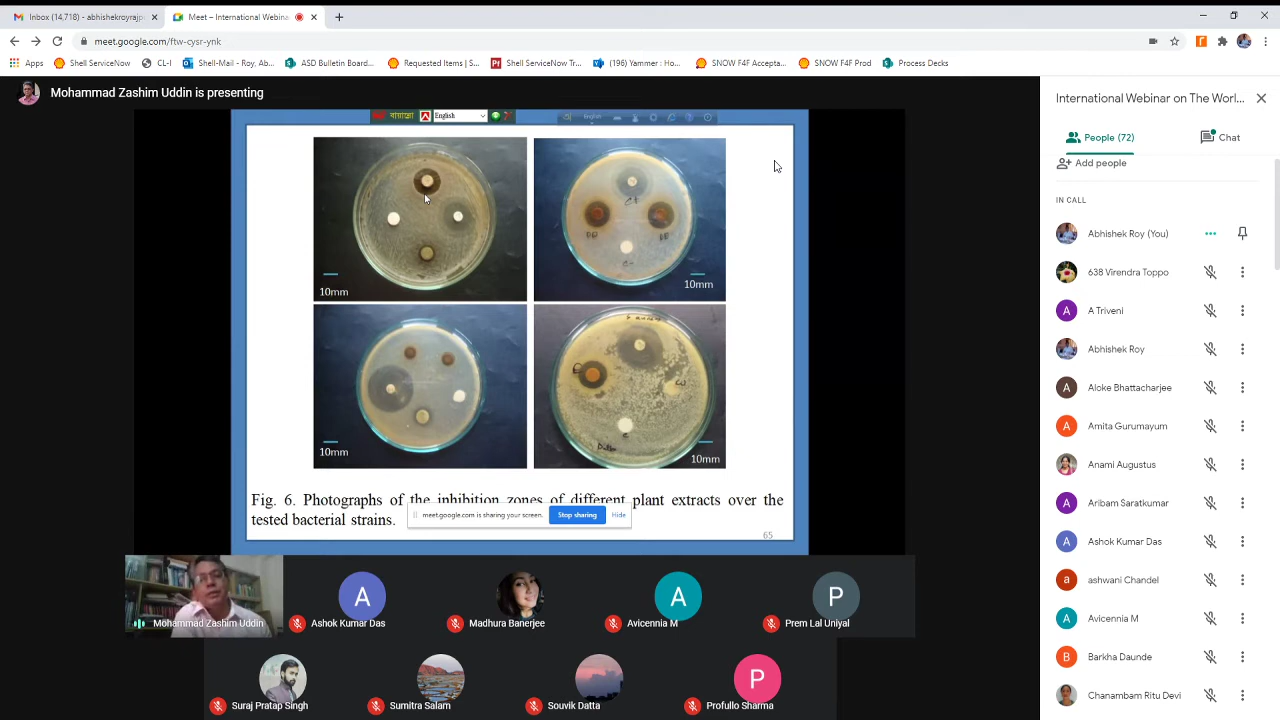 Inbox (14,718) - abhishekroyrajp
Meet – International Webina
meet.google.com/ftw-cysr-ynk
Apps
Shell ServiceNow
CL-I
Shell-Mail - Roy, Ab...
ASD Bulletin Board...
Requested Items | S...
Shell ServiceNow Tr...
(196) Yammer : Ho...
SNOW F4F Accepta...
SNOW F4F Prod
Process Decks
Mohammad Zashim Uddin is presenting
English
English
10mm
10mm
10mm
10mm
Fig. 6. Photographs of the inhibition zones of different plant extracts over the
tested bacterial strains.
meet.google.com is sharing your screen.
Stop sharing
Hide
65
Mohammad Zashim Uddin
A
Ashok Kumar Das
Madhura Banerjee
A
Avicennia M
P
Prem Lal Uniyal
Suraj Pratap Singh
Sumitra Salam
Souvik Datta
P
Profullo Sharma
International Webinar on The Worl...
People (72)
Chat
Add people
IN CALL
Abhishek Roy (You)
638 Virendra Toppo
A
A Triveni
Abhishek Roy
A
Aloke Bhattacharjee
A
Amita Gurumayum
Anami Augustus
A
Aribam Saratkumar
A
Ashok Kumar Das
a
ashwani Chandel
A
Avicennia M
B
Barkha Daunde
Chanambam Ritu Devi